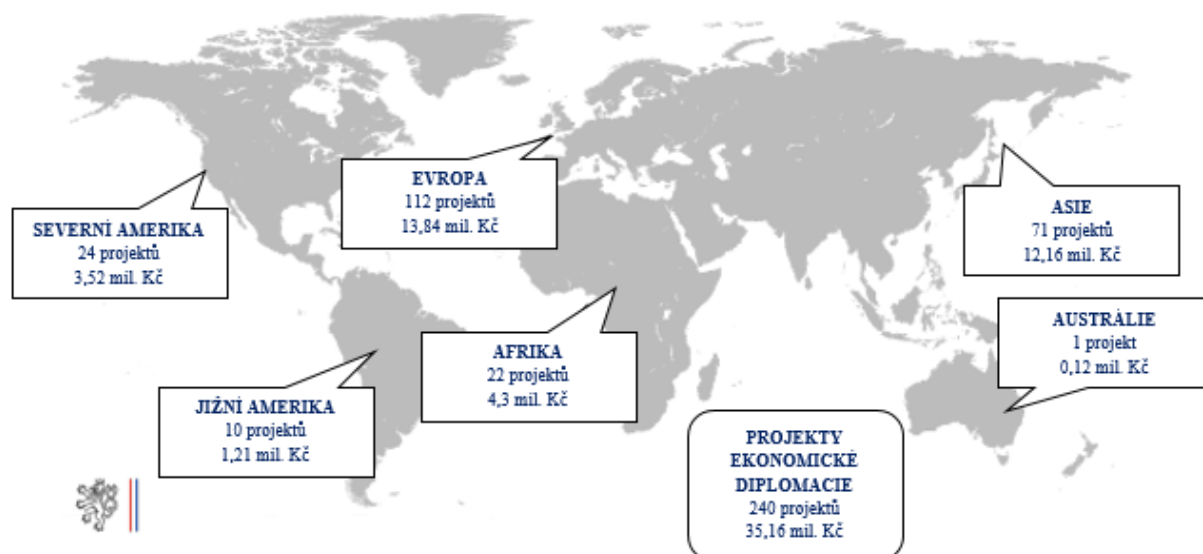 EVROPA
112 projektů
13,84 mil. Kč
SEVERNÍ AMERIKA
24 projektů
3,52 mil. Kč
ASIE
71 projektů
12,16 mil. Kč
AFRIKA
22 projektů
4,3 mil. Kč
AUSTRÁLIE
1 projekt
0,12 mil. Kč
JIŽNÍ AMERIKA
10 projektů
1,21 mil. Kč
PROJEKTY
EKONOMICKÉ
DIPLOMACIE
240 projektů
35,16 mil. Kč